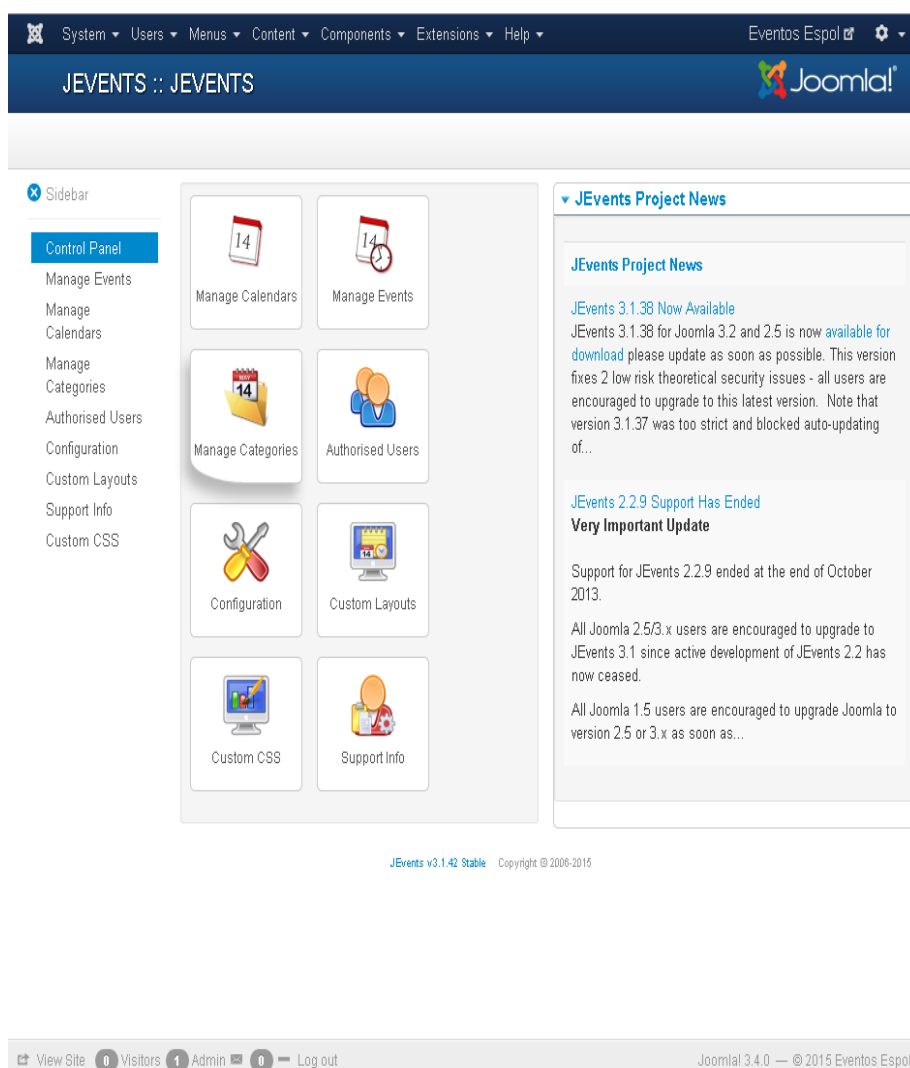 System Users Menus Content Components Extensions Help Eventos Espol
JEVENTS :: JEVENTS Joomla!®
Sidebar
Control Panel
Manage Events
Manage
Calendars
Manage
Categories
Authorised Users
Configuration
Custom Layouts
Support Info
Custom CSS
14
Manage Calendars
14
Manage Events
MAY
14
Manage Categories
Authorised Users
Configuration
14
Custom Layouts
Custom CSS
Support Info
JEvents Project News
JEvents Project News
JEvents 3.1.38 Now Available
JEvents 3.1.38 for Joomla 3.2 and 2.5 is now available for
download please update as soon as possible. This version
fixes 2 low risk theoretical security issues - all users are
encouraged to upgrade to this latest version. Note that
version 3.1.37 was too strict and blocked auto-updating
of...
JEvents 2.2.9 Support Has Ended
Very Important Update
Support for JEvents 2.2.9 ended at the end of October
2013.
All Joomla 2.5/3.x users are encouraged to upgrade to
JEvents 3.1 since active development of JEvents 2.2 has
now ceased.
All Joomla 1.5 users are encouraged to upgrade Joomla to
version 2.5 or 3.x as soon as...
JEvents v3.1.42 Stable Copyright © 2006-2015
View Site 0 Visitors 1 Admin 0 Log out Joomla! 3.4.0 — © 2015 Eventos Espol